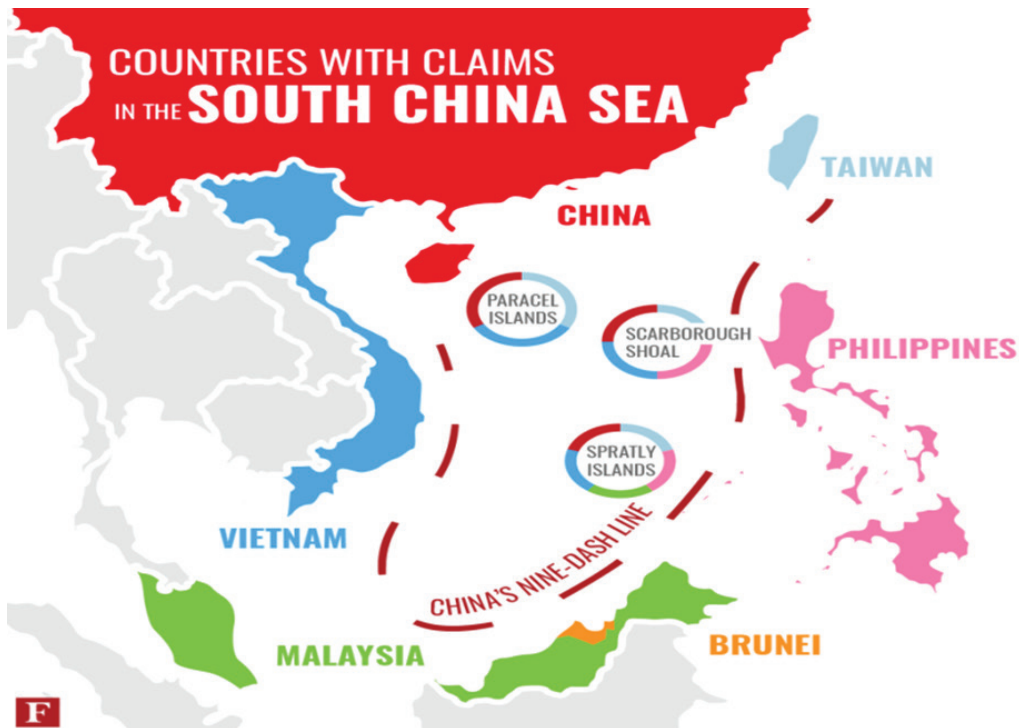 COUNTRIES WITH CLAIMS
IN THE SOUTH CHINA SEA
TAIWAN
CHINA
PARACEL
ISLANDS
SCARBOROUGH
SHOAL
PHILIPPINES
SPRATLY
ISLANDS
VIETNAM
CHINA'S NINE-DASH LINE
MALAYSIA
BRUNEI
F